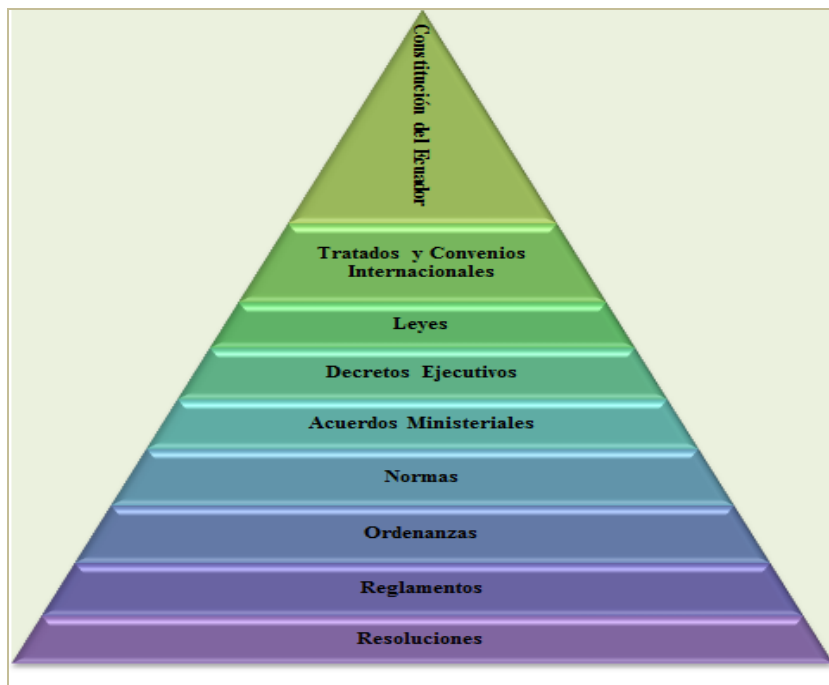 Constitución del Ecuador
Tratados y Convenios
Internacionales
Leyes
Decretos Ejecutivos
Acuerdos Ministeriales
Normas
Ordenanzas
Reglamentos
Resoluciones